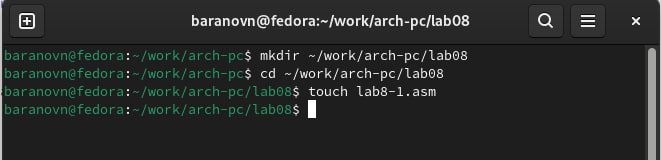 baranovn@fedora:~/work/arch-pc/lab08
baranovn@fedora:~/work/arch-pc$ mkdir ~/work/arch-pc/lab08
baranovn@fedora:~/work/arch-pc$ cd ~/work/arch-pc/lab08
baranovn@fedora:~/work/arch-pc/lab08$ touch lab8-1.asm
baranovn@fedora:~/work/arch-pc/lab08$